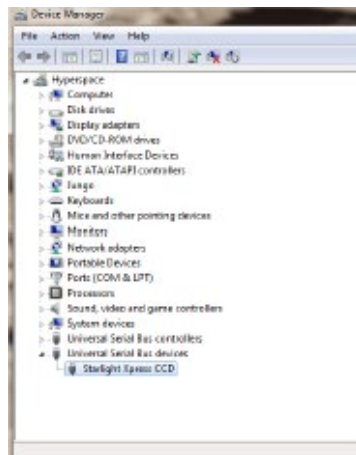 Device Manager
File Action View Help
Hyperspace
Computer
Disk drives
Display adapters
DVD/CD-ROM drives
Human Interface Devices
IDE ATA/ATAPI controllers
Jungo
Keyboards
Mice and other pointing devices
Monitors
Network adapters
Portable Devices
Ports (COM & LPT)
Processors
Sound, video and game controllers
System devices
Universal Serial Bus controllers
Universal Serial Bus devices
Starlight Xpress CCD